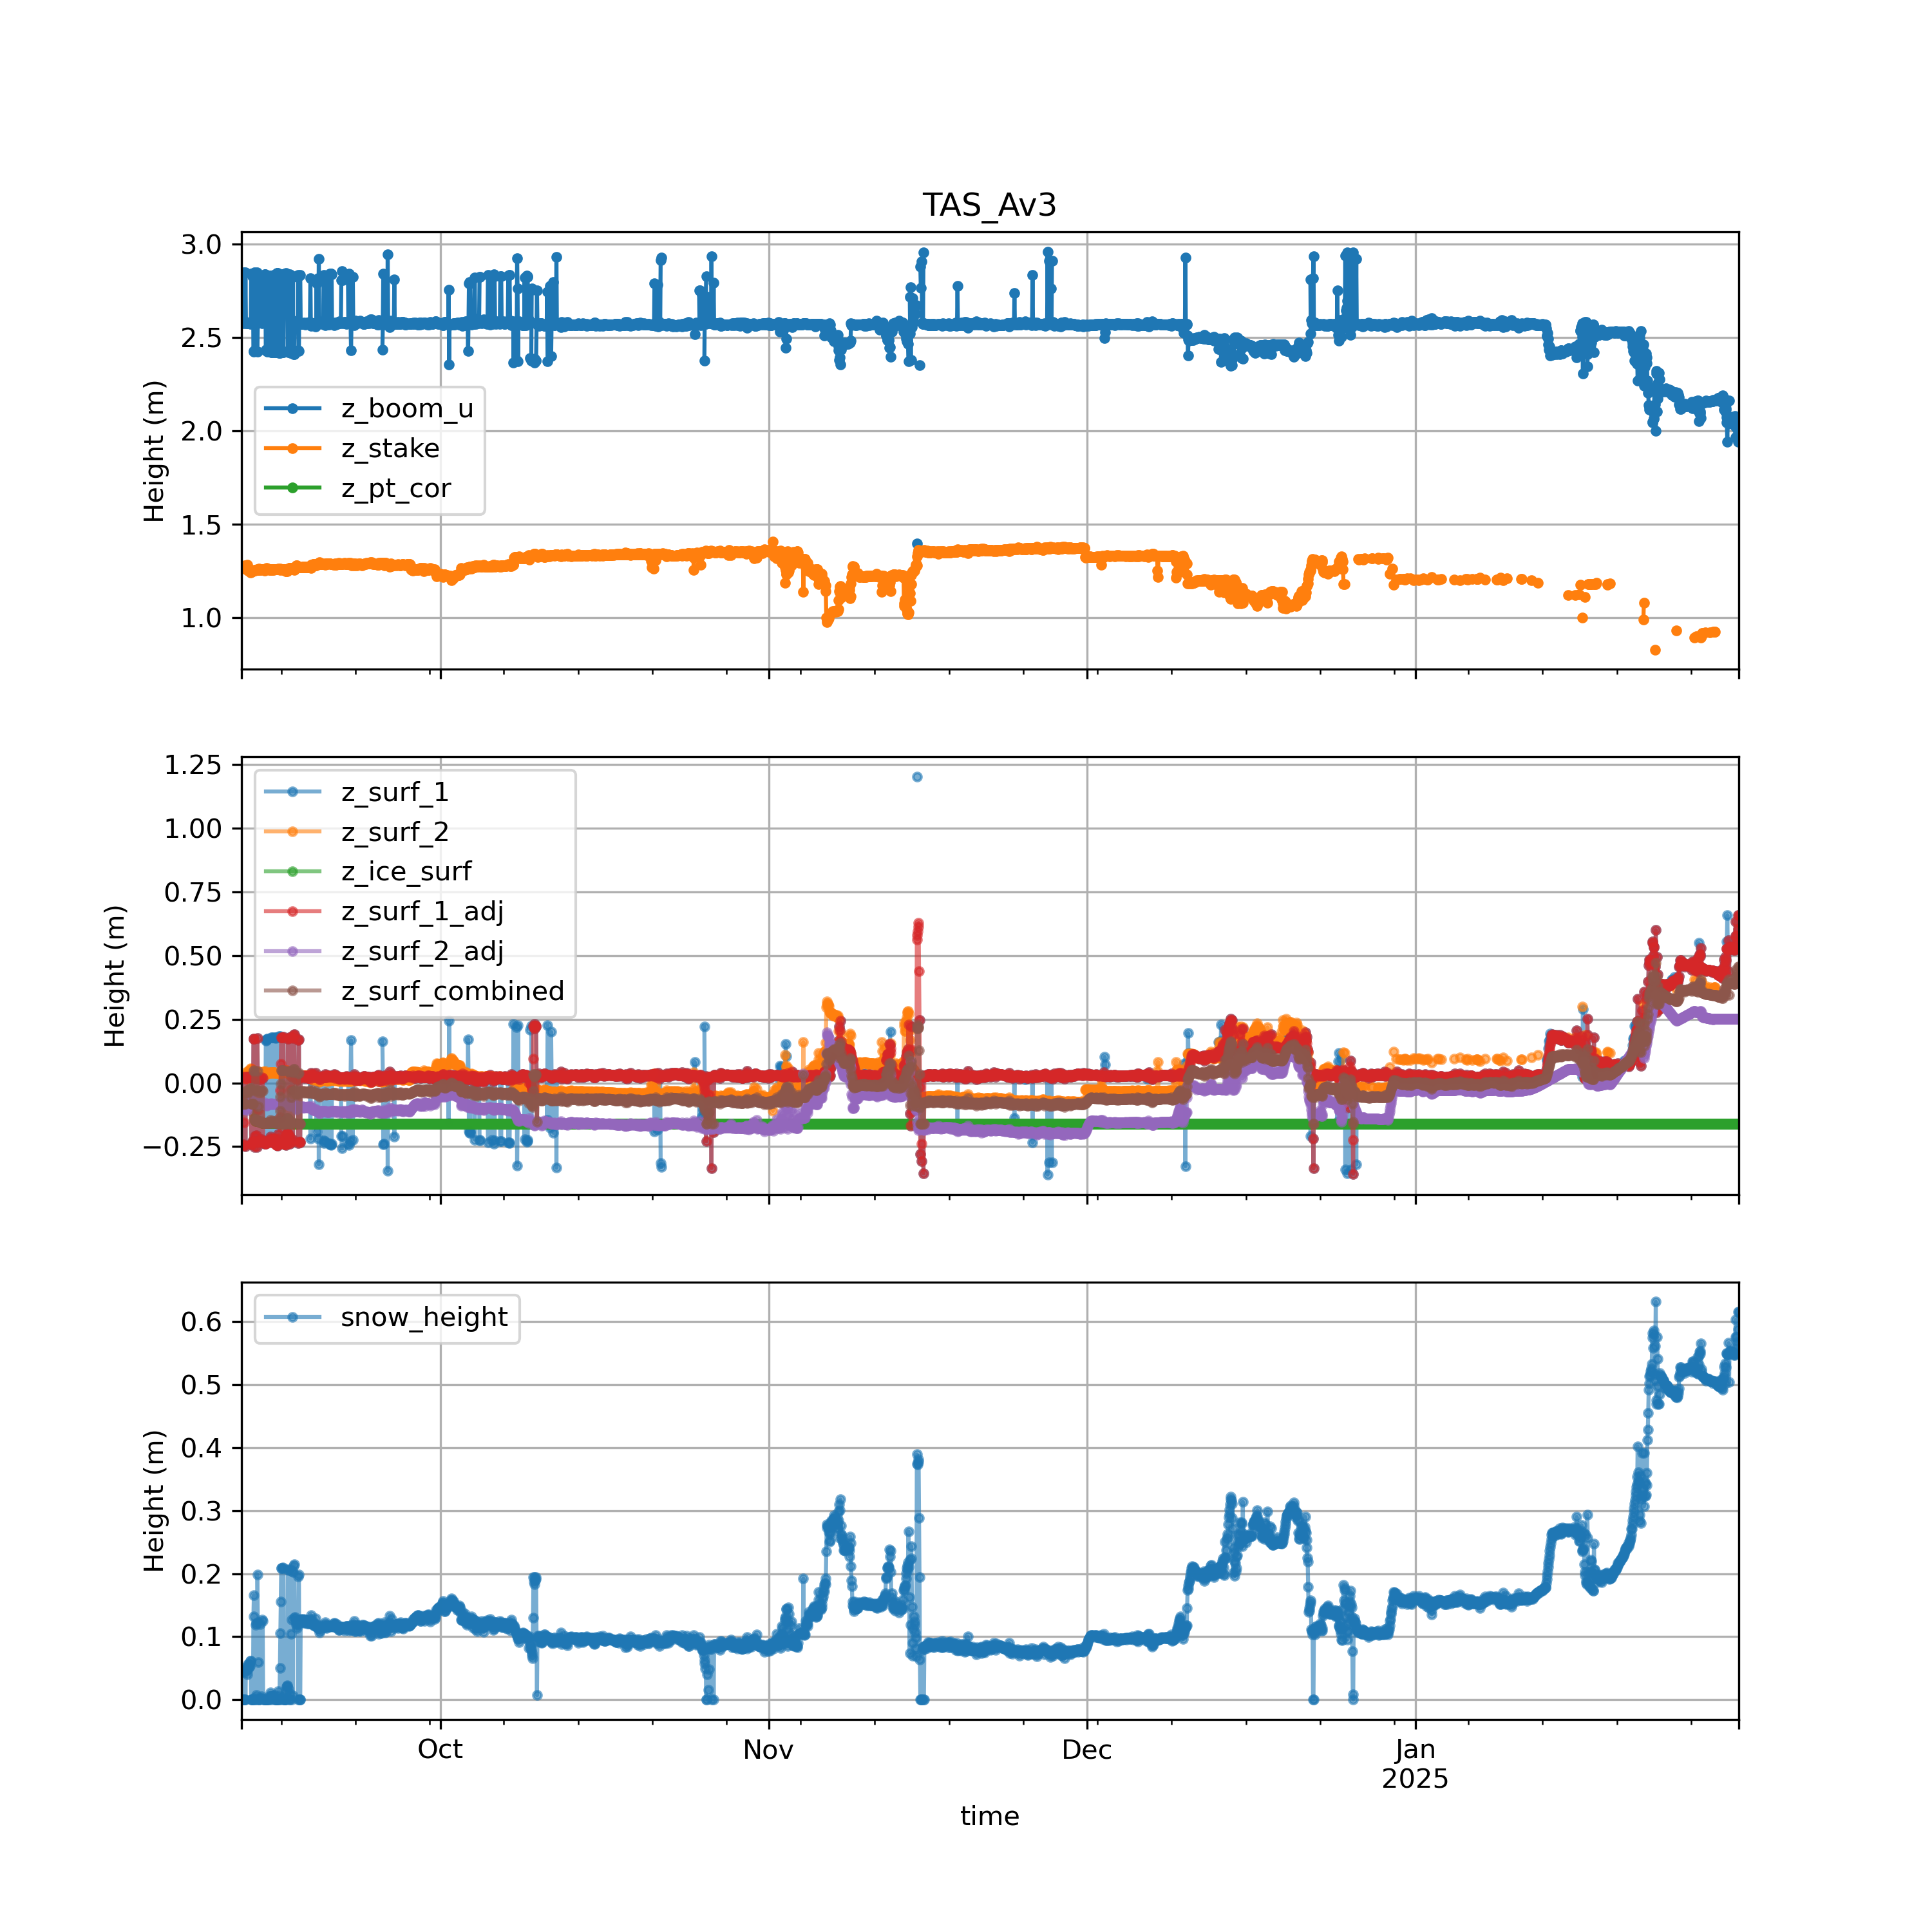 TAS_Av3
3.0
2.5
2.0
1.5
1.0
Height (m)
z_boom_u
z_stake
z_pt_cor
1.25
1.00
0.75
0.50
0.25
0.00
−0.25
Height (m)
z_surf_1
z_surf_2
z_ice_surf
z_surf_1_adj
z_surf_2_adj
z_surf_combined
0.6
0.5
0.4
0.3
0.2
0.1
0.0
Height (m)
snow_height
Oct Nov Dec Jan
2025
time